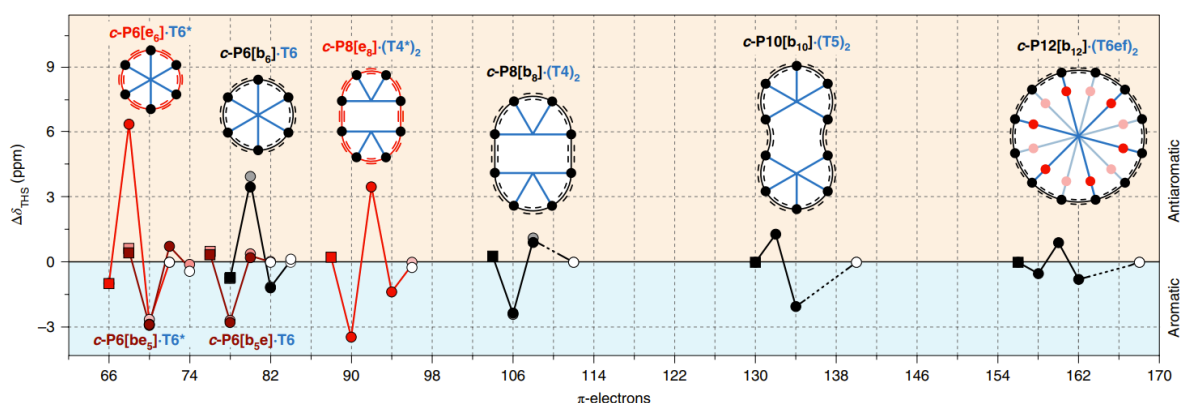 c-P6[e₆]·T6*
c-P6[b₆]·T6
c-P8[e₈]·(T4*)₂
c-P8[b₈]·(T4)₂
c-P10[b₁₀]·(T5)₂
c-P12[b₁₂]·(T6ef)₂
9
6
3
0
–3
ΔδTHS (ppm)
Antiaromatic
Aromatic
c-P6[be₅]·T6*
c-P6[b₅e]·T6
66 74 82 90 98 106 114 122 130 138 146 154 162 170
π-electrons